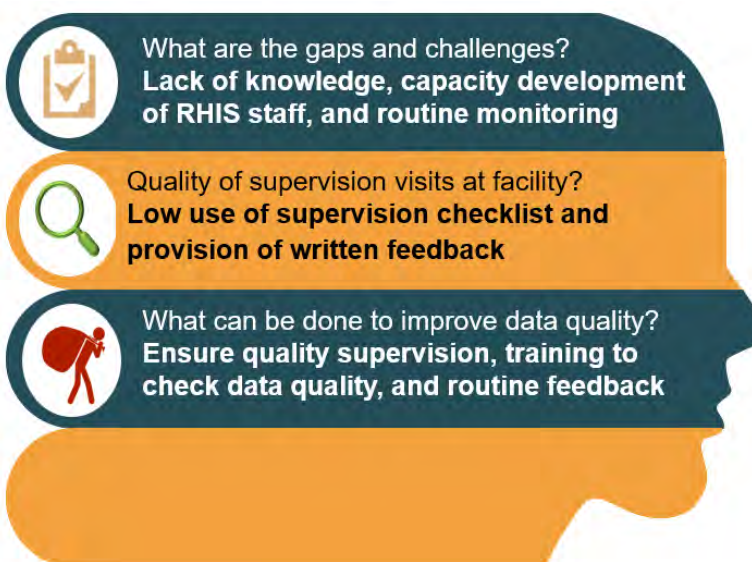 What are the gaps and challenges?
Lack of knowledge, capacity development
of RHIS staff, and routine monitoring
Quality of supervision visits at facility?
Low use of supervision checklist and
provision of written feedback
What can be done to improve data quality?
Ensure quality supervision, training to
check data quality, and routine feedback